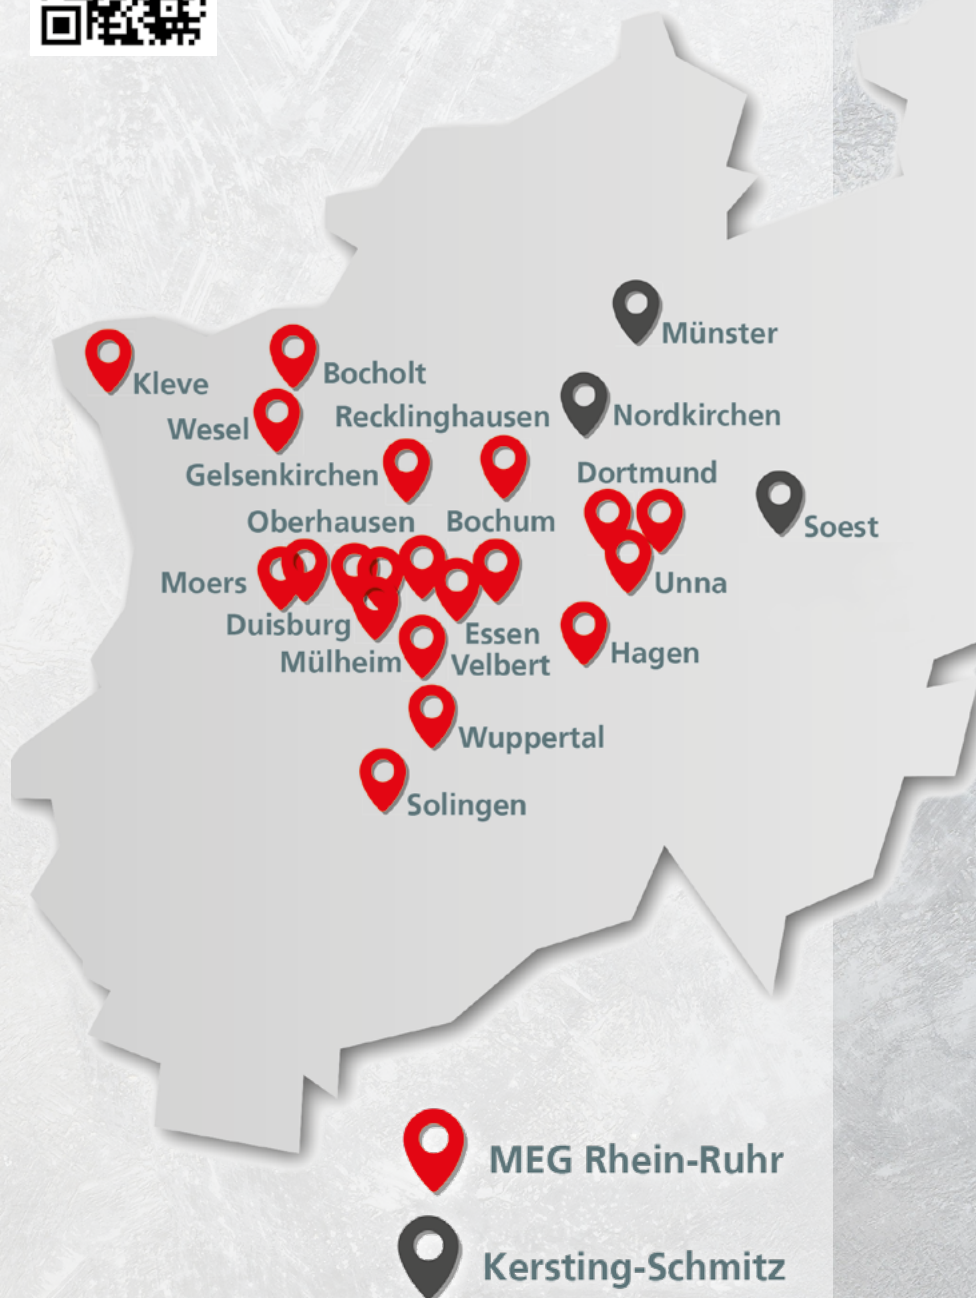 Münster
Kleve
Bocholt
Wesel
Recklinghausen
Nordkirchen
Gelsenkirchen
Dortmund
Oberhausen
Bochum
Soest
Moers
Unna
Duisburg
Essen
Hagen
Mülheim
Velbert
Wuppertal
Solingen
MEG Rhein-Ruhr
Kersting-Schmitz